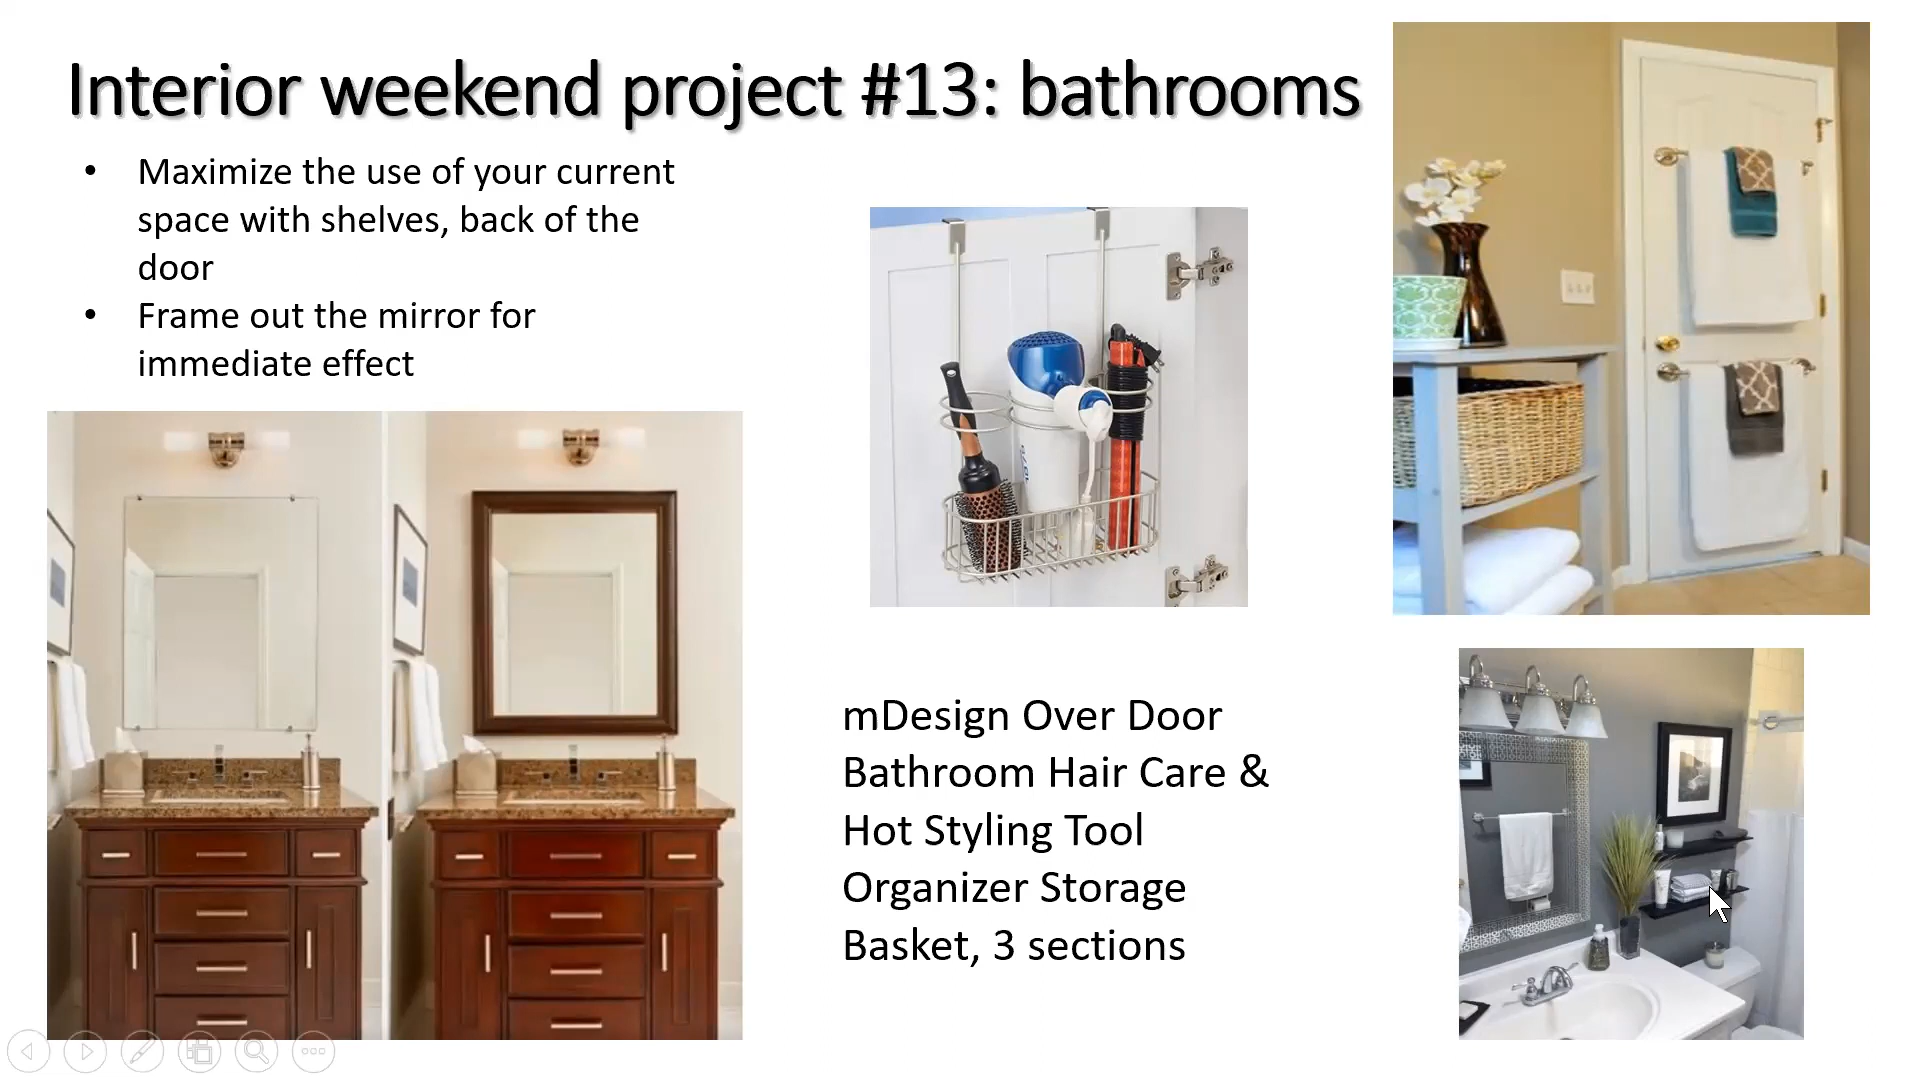 Interior weekend project #13: bathrooms
• Maximize the use of your current
space with shelves, back of the
door
• Frame out the mirror for
immediate effect
mDesign Over Door
Bathroom Hair Care &
Hot Styling Tool
Organizer Storage
Basket, 3 sections